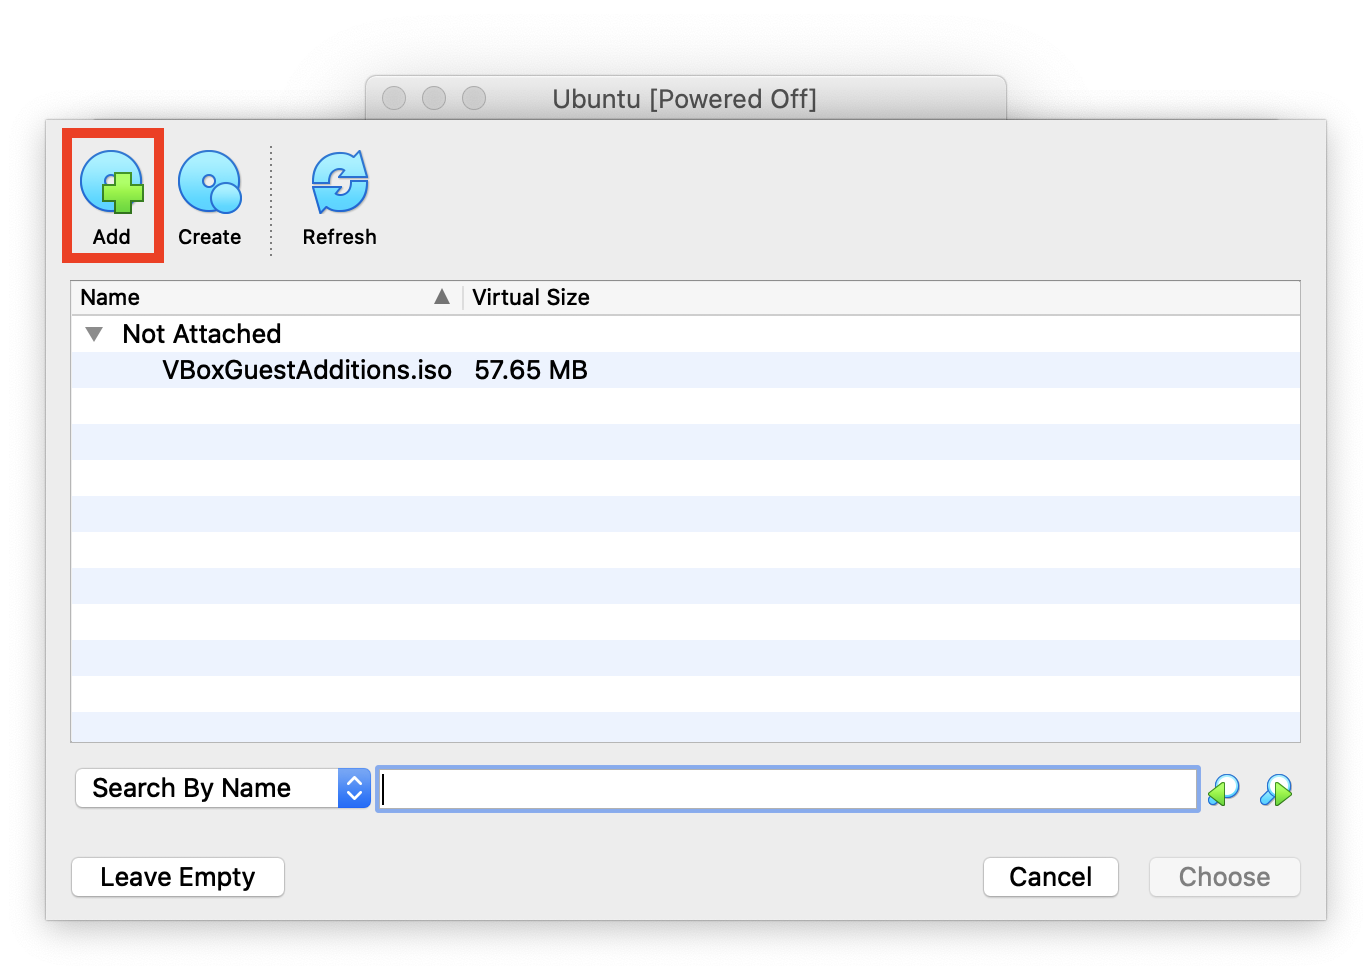 Ubuntu [Powered Off]
Add Create Refresh
Name Virtual Size
Not Attached
VBoxGuestAdditions.iso 57.65 MB
Search By Name
Leave Empty Cancel Choose